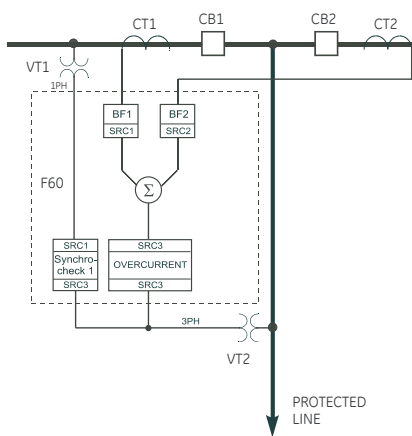 CT1
CB1
CB2
CT2
VT1
1PH
BF1
SRC1
BF2
SRC2
F60
Σ
SRC1
Synchro-
check 1
SRC3
SRC3
OVERCURRENT
SRC3
3PH
VT2
PROTECTED
LINE